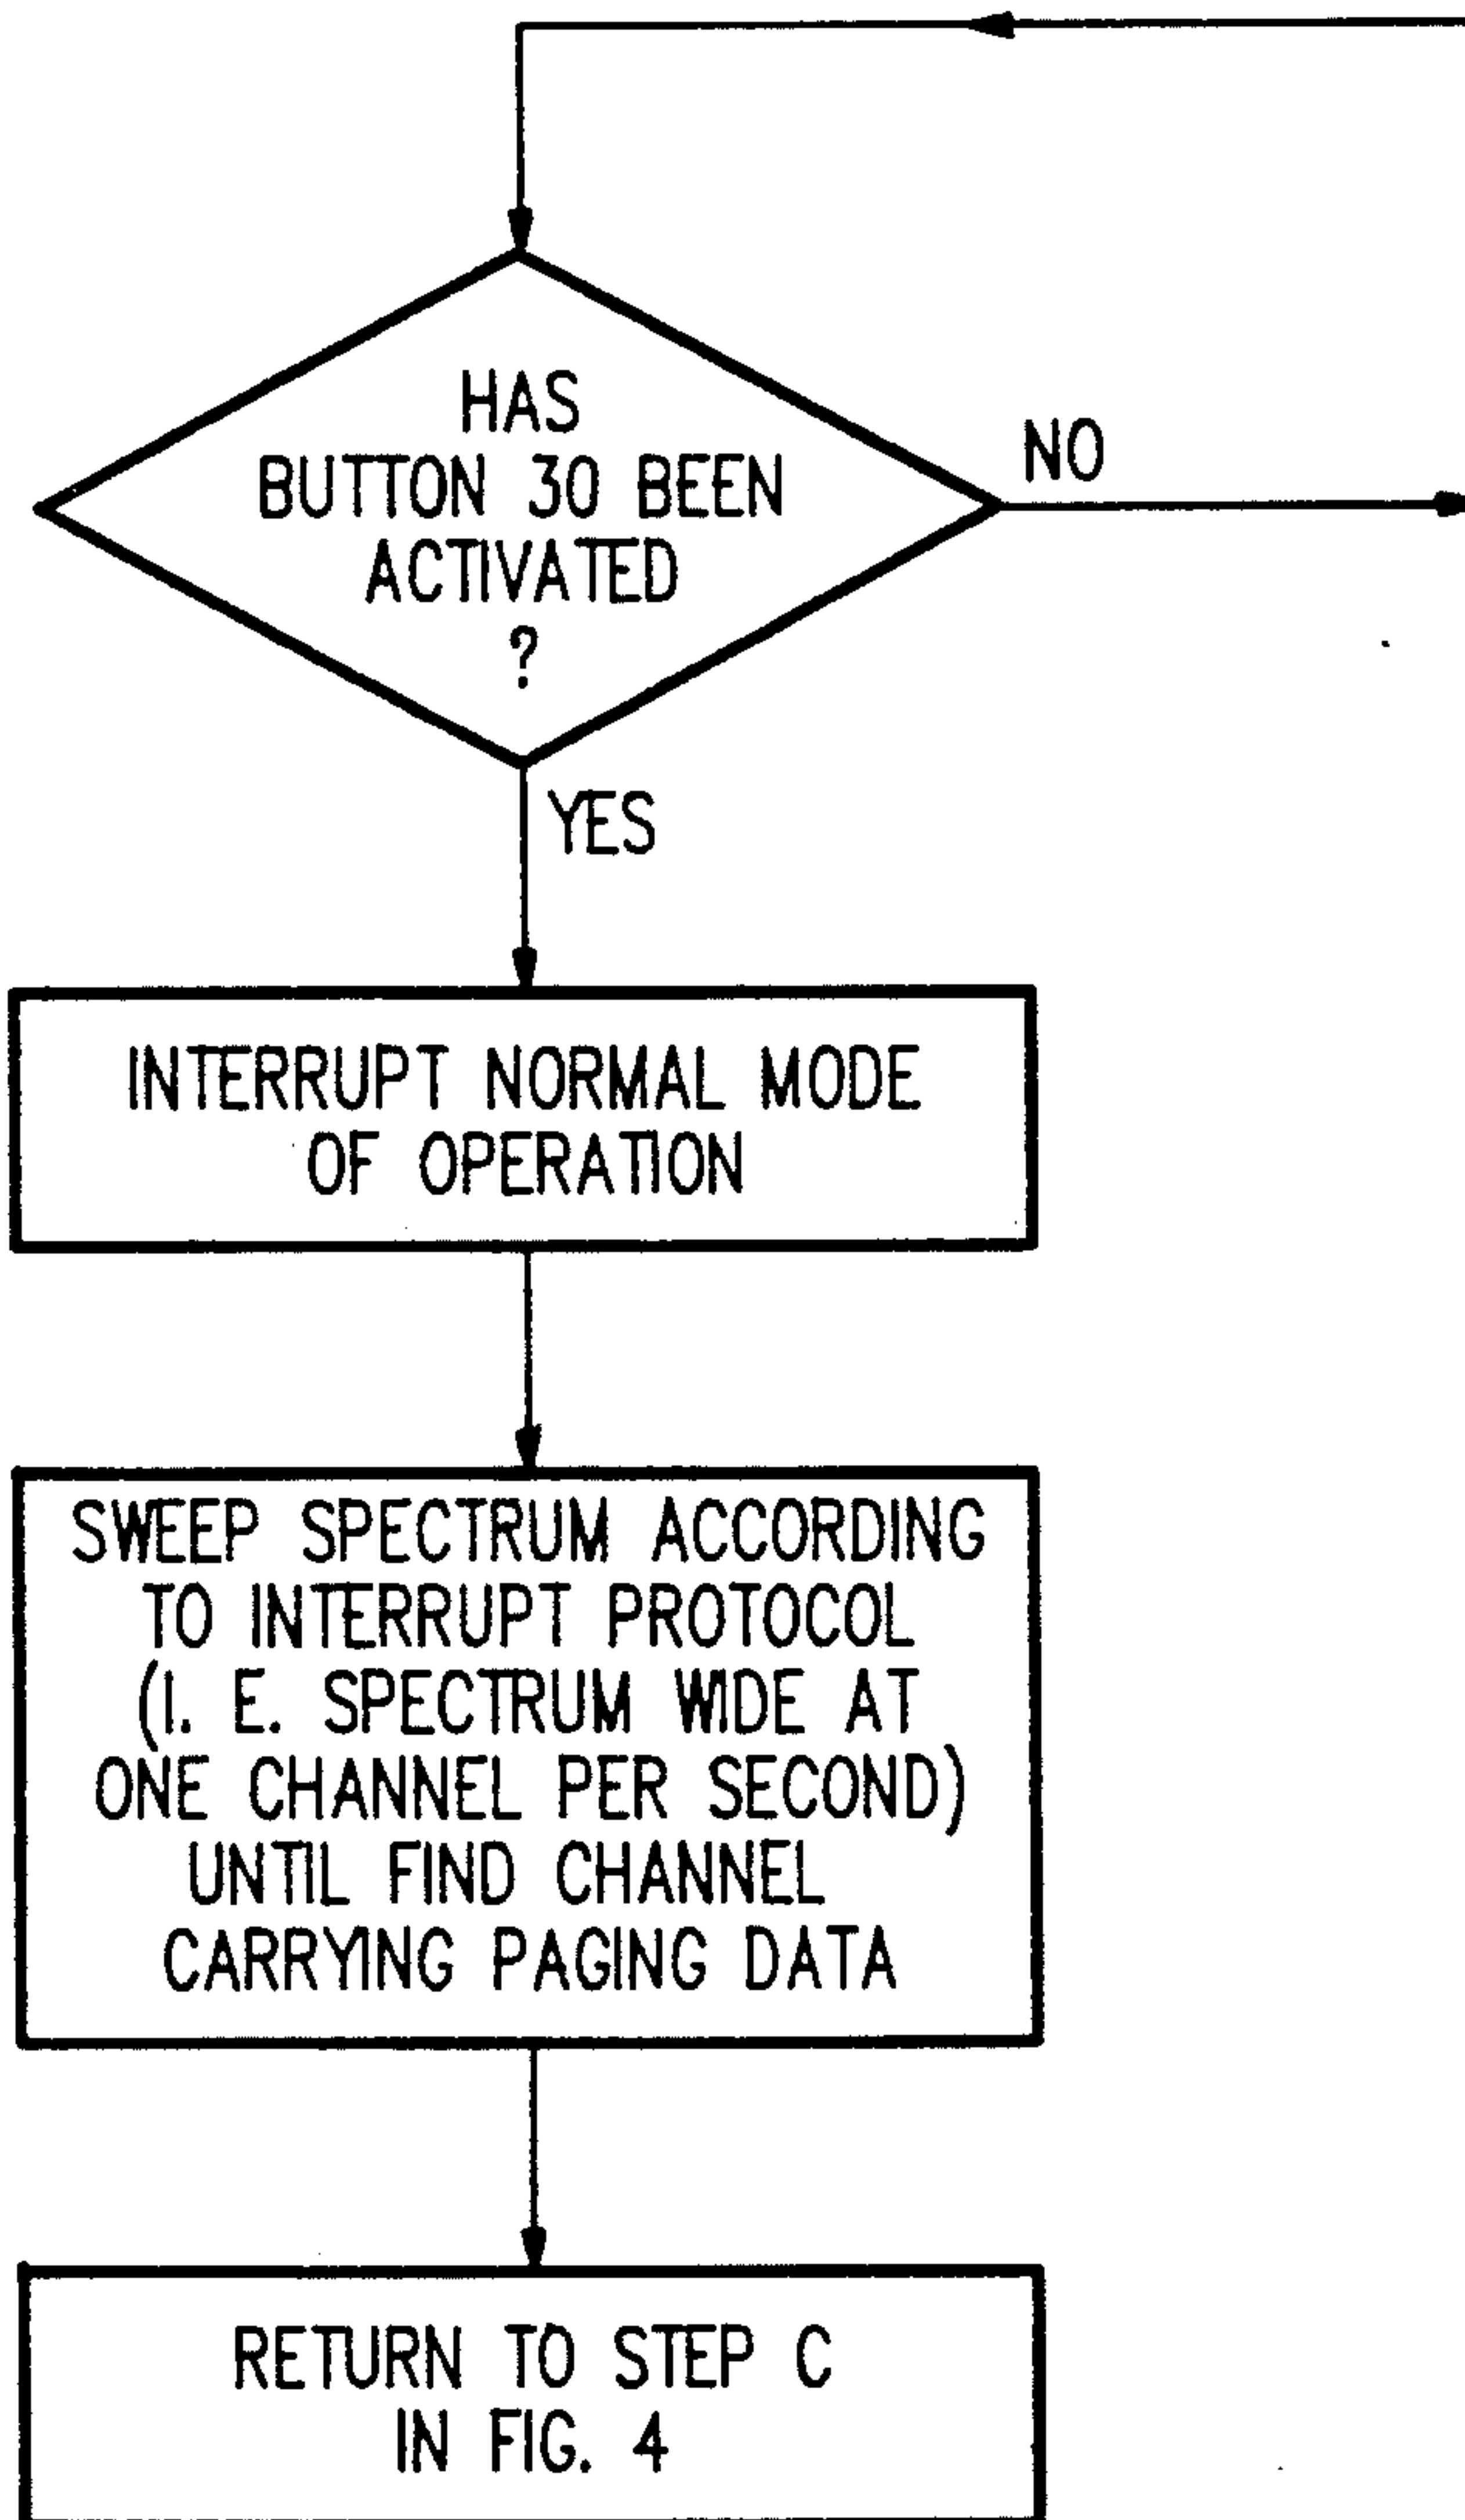 HAS
BUTTON 30 BEEN
ACTIVATED
?
NO
YES
INTERRUPT NORMAL MODE
OF OPERATION
SWEEP SPECTRUM ACCORDING
TO INTERRUPT PROTOCOL
(I. E. SPECTRUM WIDE AT
ONE CHANNEL PER SECOND)
UNTIL FIND CHANNEL
CARRYING PAGING DATA
RETURN TO STEP C
IN FIG. 4